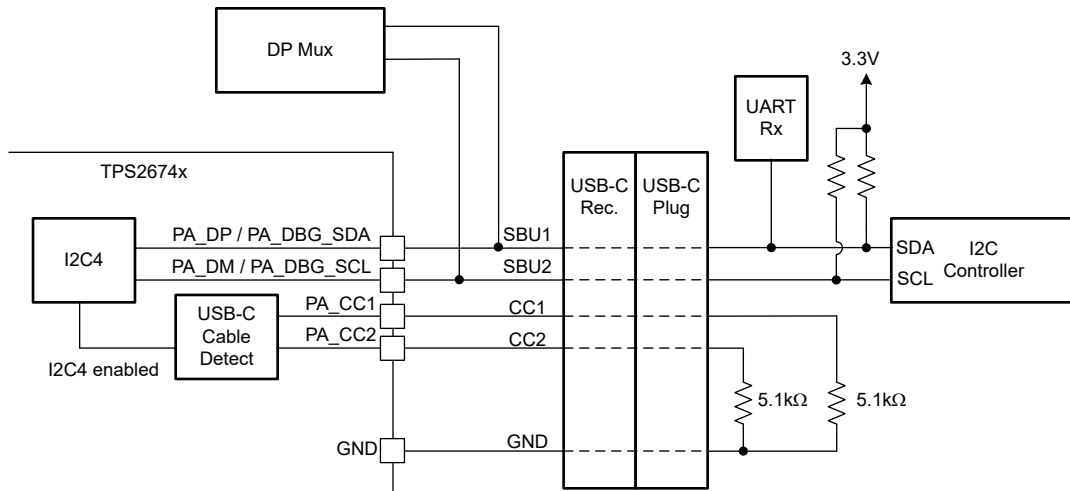 DP Mux
3.3V
UART
Rx
TPS2674x
USB-C
Rec.
USB-C
Plug
I2C4
PA_DP / PA_DBG_SDA
SBU1
SDA
I2C
Controller
PA_DM / PA_DBG_SCL
SBU2
SCL
USB-C
Cable
Detect
PA_CC1
CC1
PA_CC2
CC2
I2C4 enabled
5.1kΩ
5.1kΩ
GND
GND